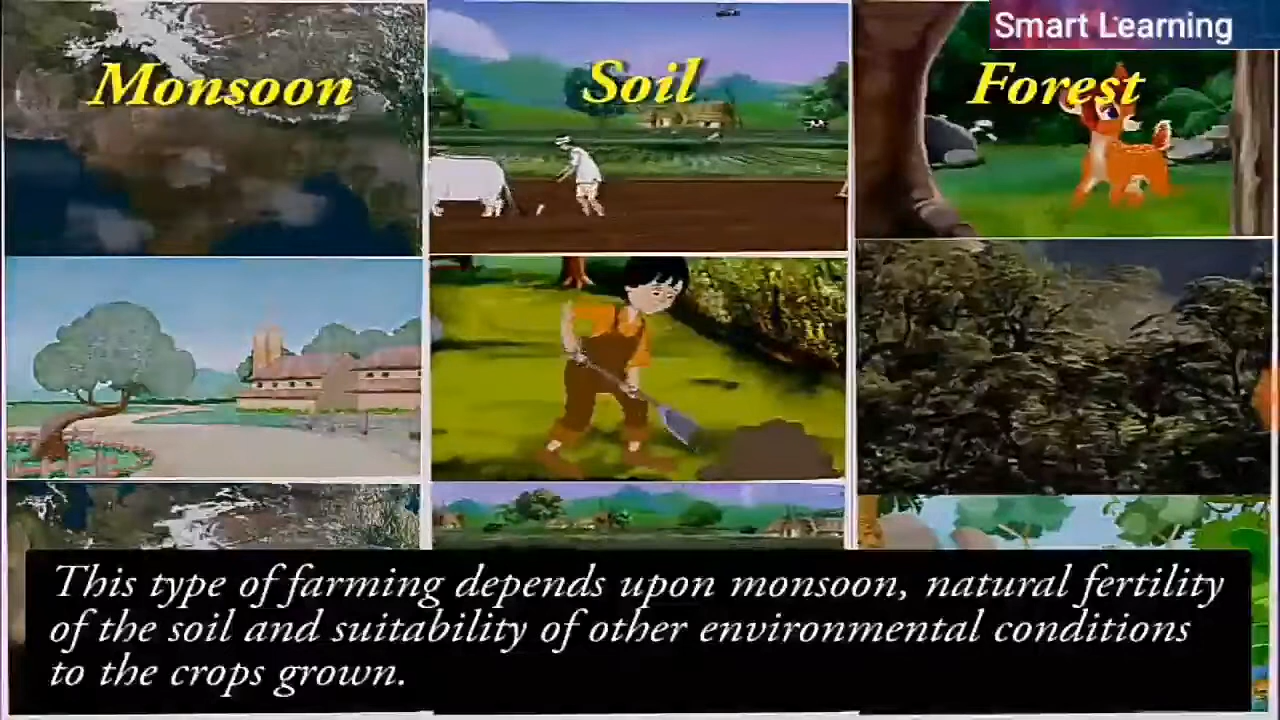 Smart Learning
Monsoon
Soil
Forest
This type of farming depends upon monsoon, natural fertility
of the soil and suitability of other environmental conditions
to the crops grown.